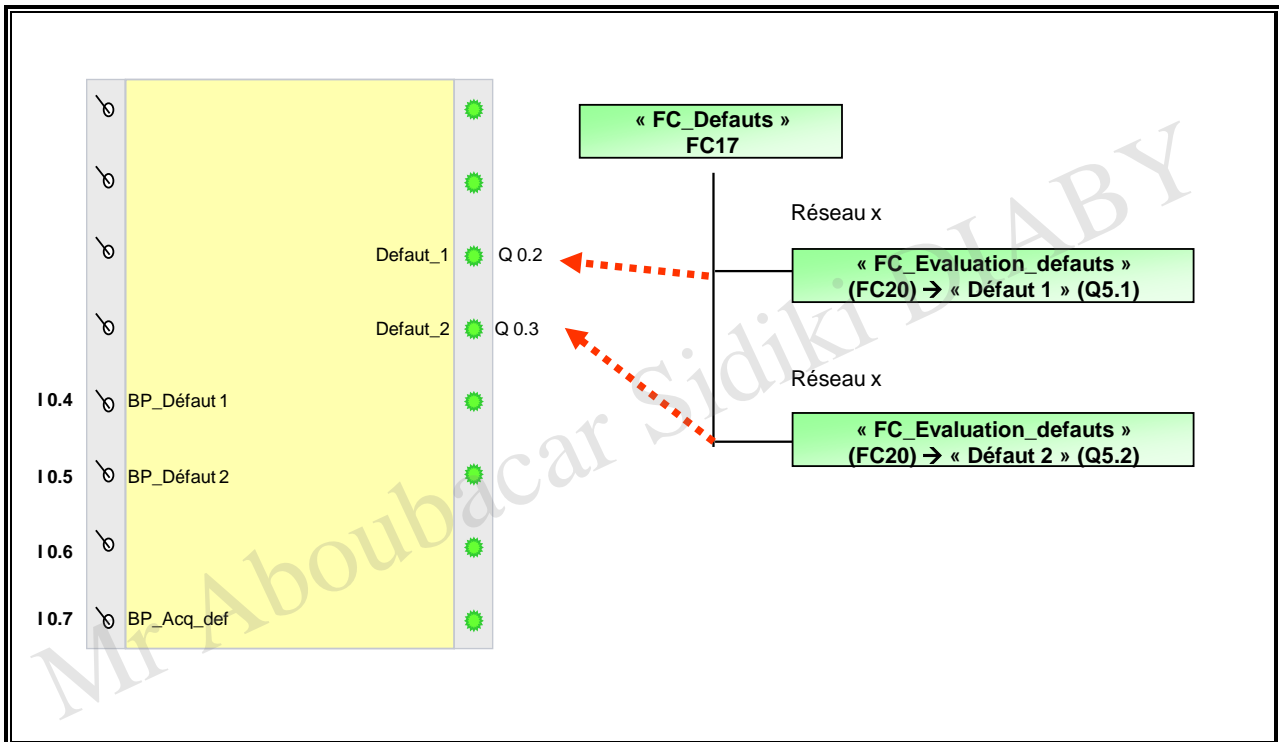 « FC_Defauts »
FC17
Réseau x
Defaut_1
Q 0.2
« FC_Evaluation_defauts »
(FC20) → « Défaut 1 » (Q5.1)
Defaut_2
Q 0.3
Réseau x
I 0.4
BP_Défaut 1
« FC_Evaluation_defauts »
(FC20) → « Défaut 2 » (Q5.2)
I 0.5
BP_Défaut 2
I 0.6
I 0.7
BP_Acq_def
Mr Aboubacar Sidiki DIABY